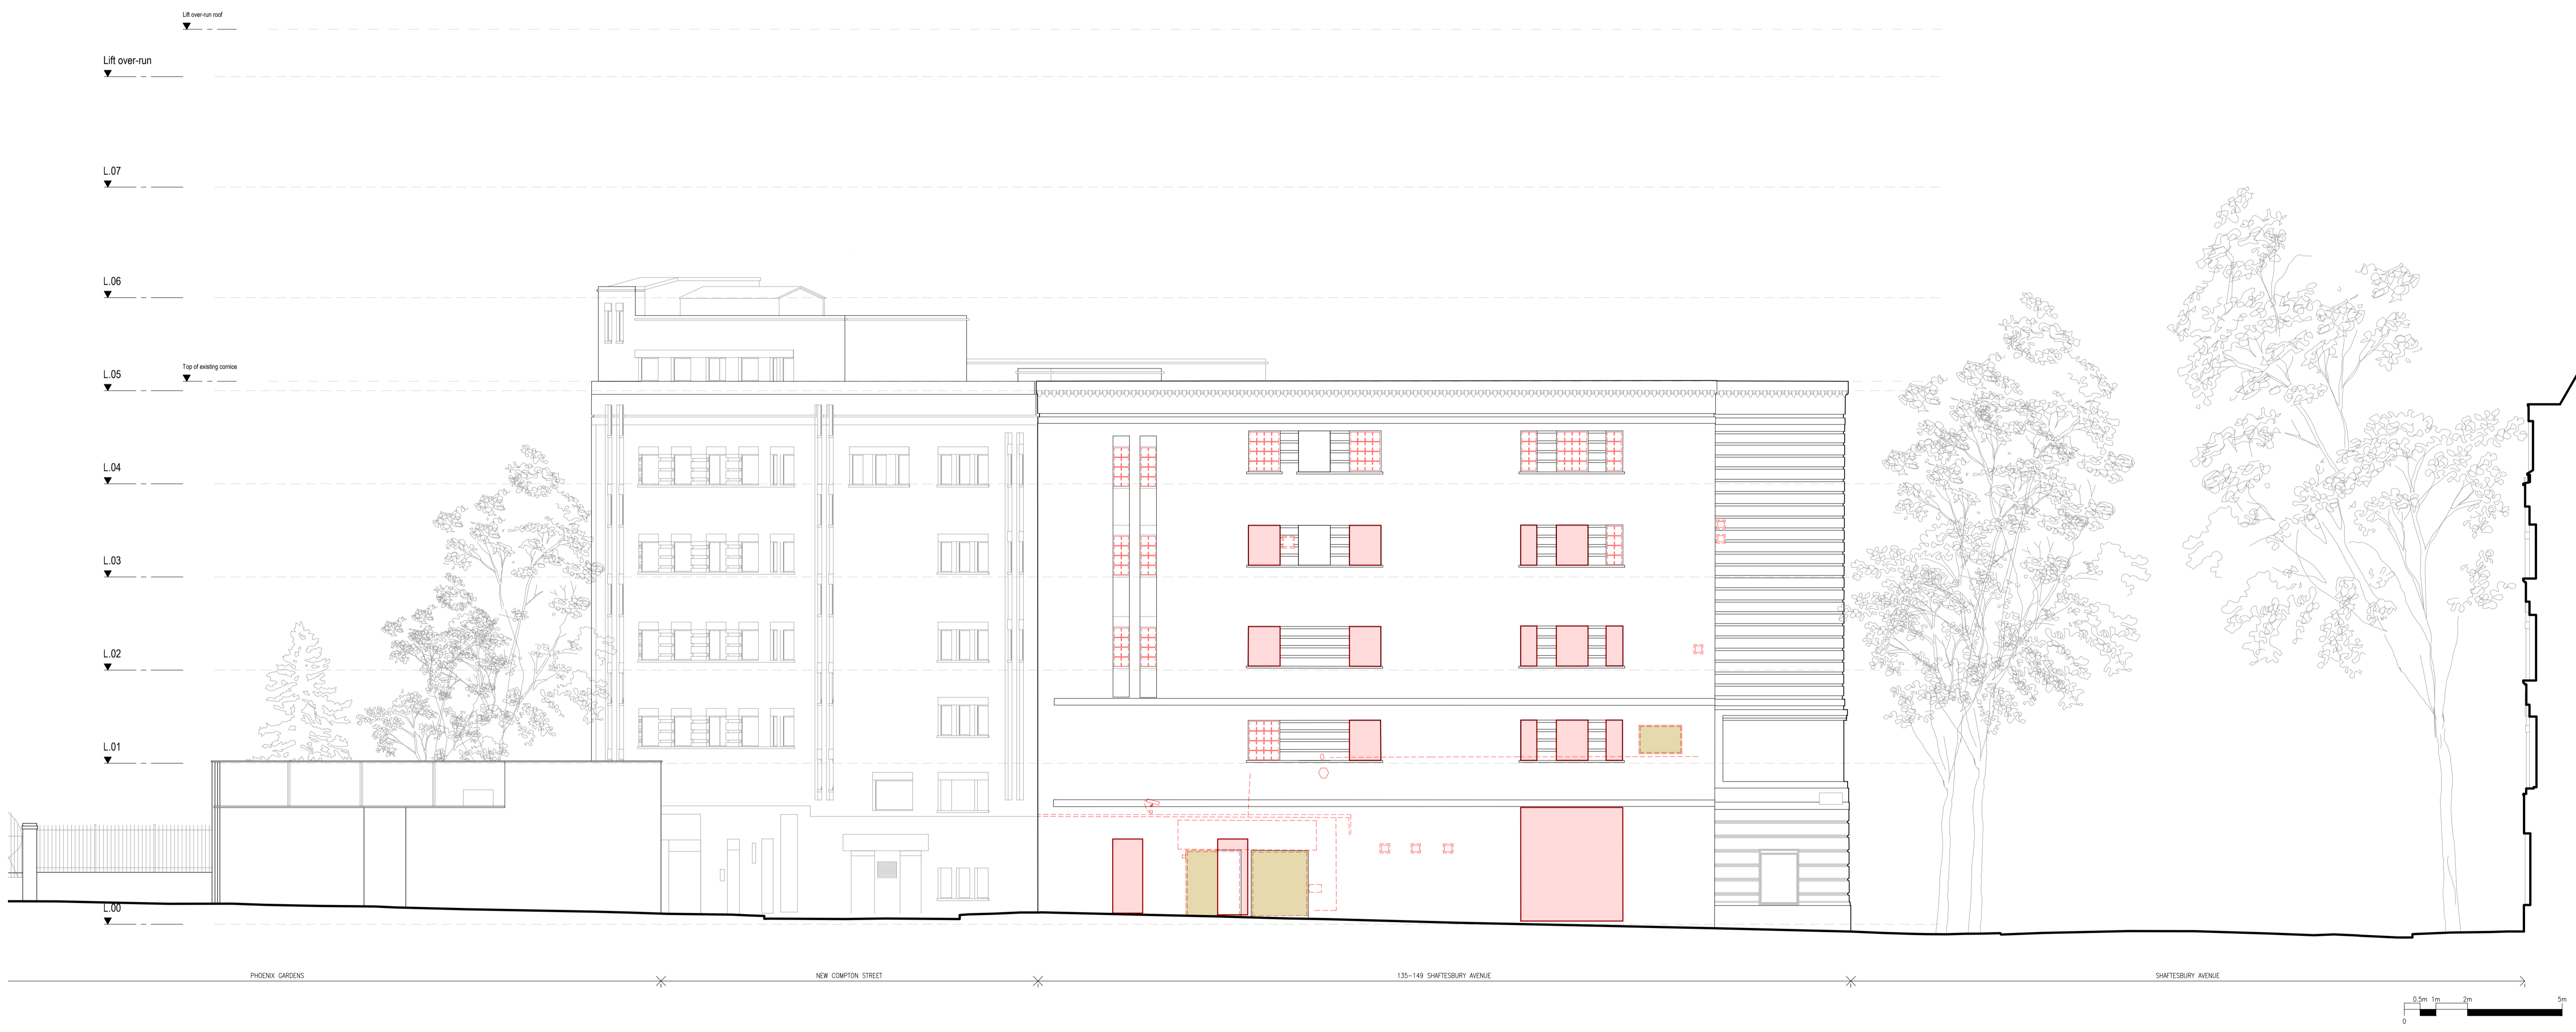 Lift over-run roof
Lift over-run
L.07
L.06
Top of existing cornice
L.05
L.04
L.03
L.02
L.01
L.00
PHOENIX GARDENS
NEW COMPTON STREET
135-149 SHAFTESBURY AVENUE
SHAFTESBURY AVENUE
0.5m 1m 2m 5m
0